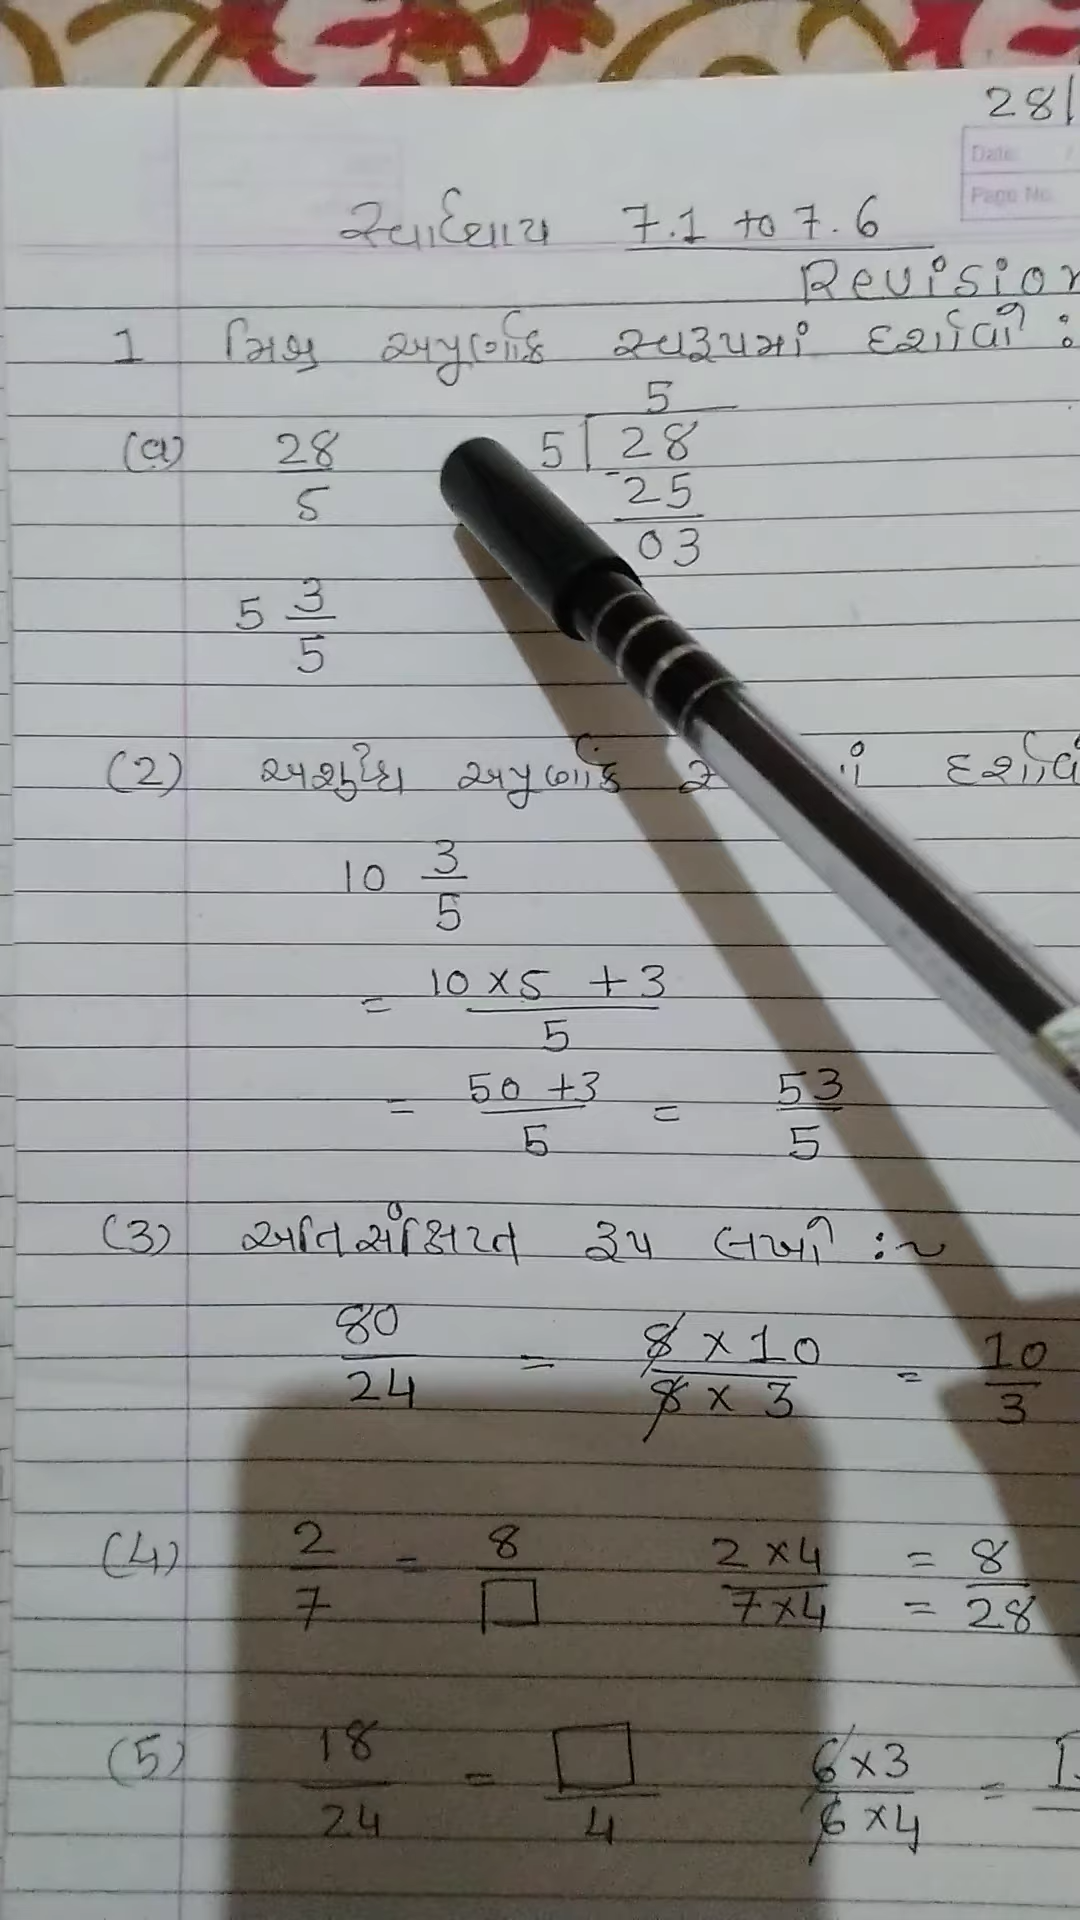 28|
Date
Page No.
સ્વાધ્યાય 7.1 to 7.6
Revision
1 મિશ્ર અપૂર્ણાંક સ્વરૂપમાં દર્શાવો :
(a) 28/5
5
5 28
- 25
03
5 3/5
(2) અશુદ્ધ અપૂર્ણાંક દર્શાવો
10 3/5
= 10 × 5 + 3 / 5
= 50 + 3 / 5 = 53/5
(3) અતિસંક્ષિપ્ત રૂપ લખો :~
80/24 = 8 × 10 / 8 × 3 = 10/3
(4) 2/7 = 8/□ 2 × 4 / 7 × 4 = 8 / = 28
(5) 18/24 = □/4 6 × 3 / 6 × 4 =